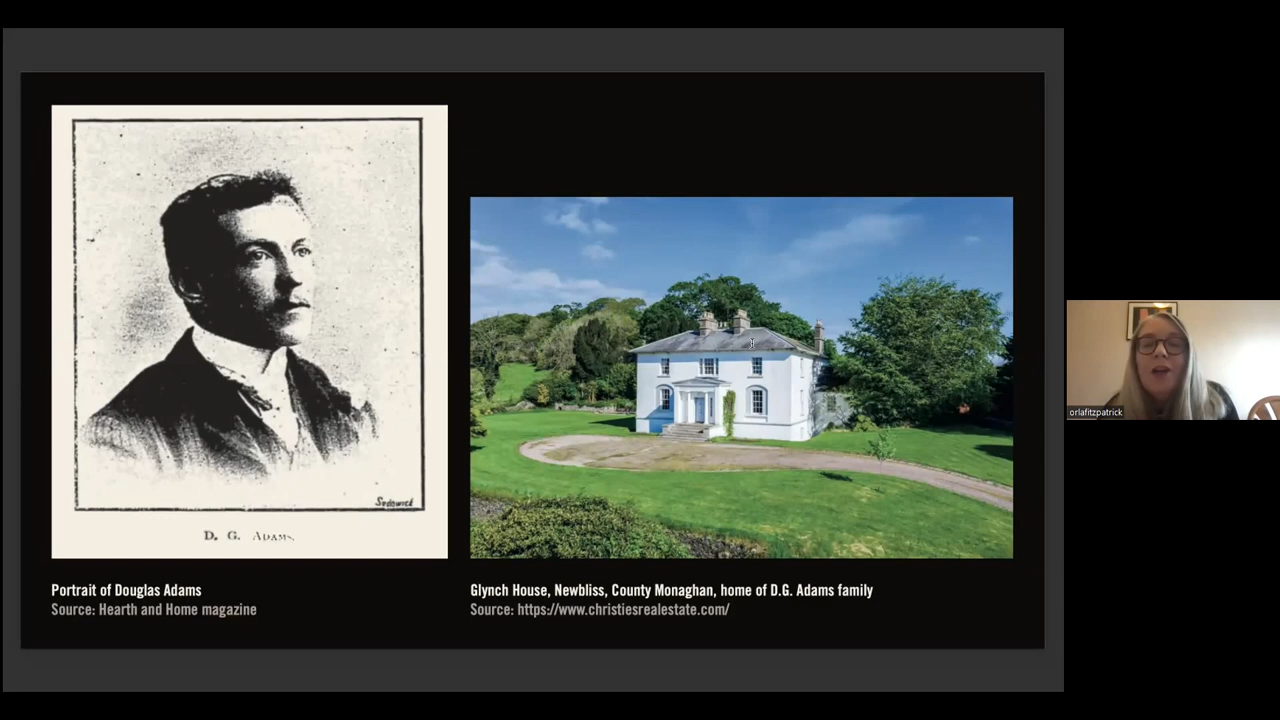 Sedgwick
D. G. ADAMS.
Portrait of Douglas Adams
Source: Hearth and Home magazine
Glynch House, Newbliss, County Monaghan, home of D.G. Adams family
Source: https://www.christiesrealestate.com/
orlafitzpatrick